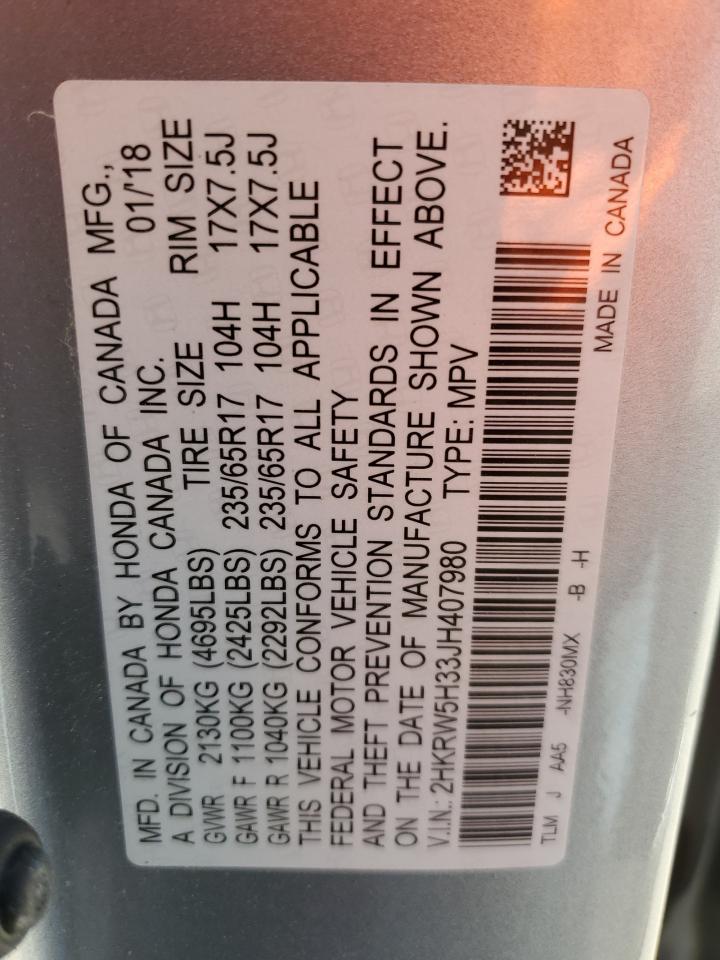 MFD. IN CANADA BY HONDA OF CANADA MFG.,
A DIVISION OF HONDA CANADA INC. 01/'18
GVWR 2130KG (4695LBS) TIRE SIZE RIM SIZE
GAWR F 1100KG (2425LBS) 235/65R17 104H 17X7.5J
GAWR R 1040KG (2292LBS) 235/65R17 104H 17X7.5J
THIS VEHICLE CONFORMS TO ALL APPLICABLE
FEDERAL MOTOR VEHICLE SAFETY
AND THEFT PREVENTION STANDARDS IN EFFECT
ON THE DATE OF MANUFACTURE SHOWN ABOVE.
V.I.N.: 2HKRW5H33JH407980 TYPE: MPV
TLM J AA5 -NH830MX -B -H
MADE IN CANADA